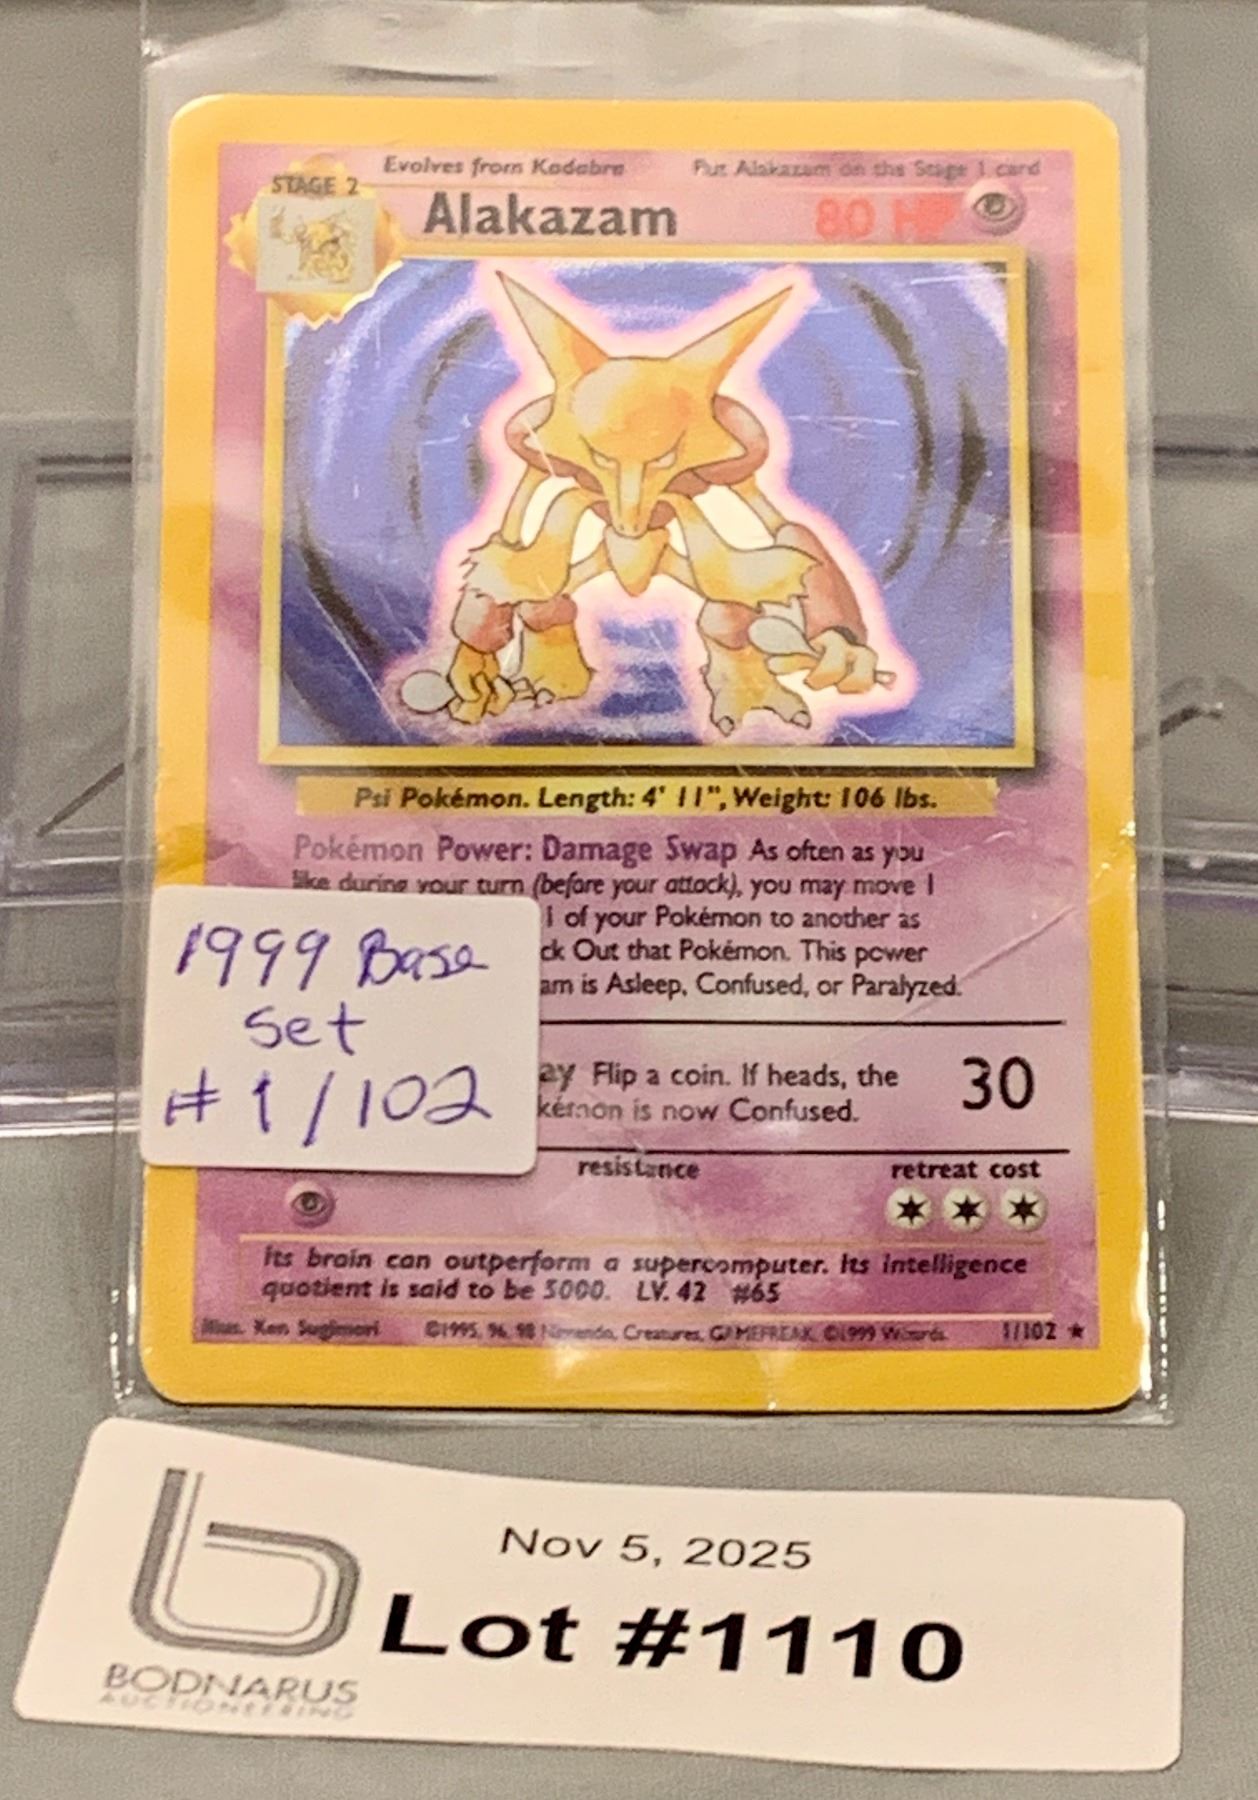 Evolves from Kadabra Put Alakazam on the Stage 1 card
STAGE 2
Alakazam 80 HP
Psi Pokémon. Length: 4' 11", Weight: 106 lbs.
Pokémon Power: Damage Swap As often as you
like during your turn (before your attack), you may move 1
1 of your Pokémon to another as
ck Out that Pokémon. This power
am is Asleep, Confused, or Paralyzed.
1999 Base
Set
#1/102
ay Flip a coin. If heads, the 30
kémon is now Confused.
resistance retreat cost
Its brain can outperform a supercomputer. Its intelligence
quotient is said to be 5000. LV. 42 #65
Illus. Ken Sugimori ©1995, 96, 98 Nintendo, Creatures, GAMEFREAK. ©1999 Wizards. 1/102 ★
Nov 5, 2025
Lot #1110
BODNARUS
AUCTIONEERING